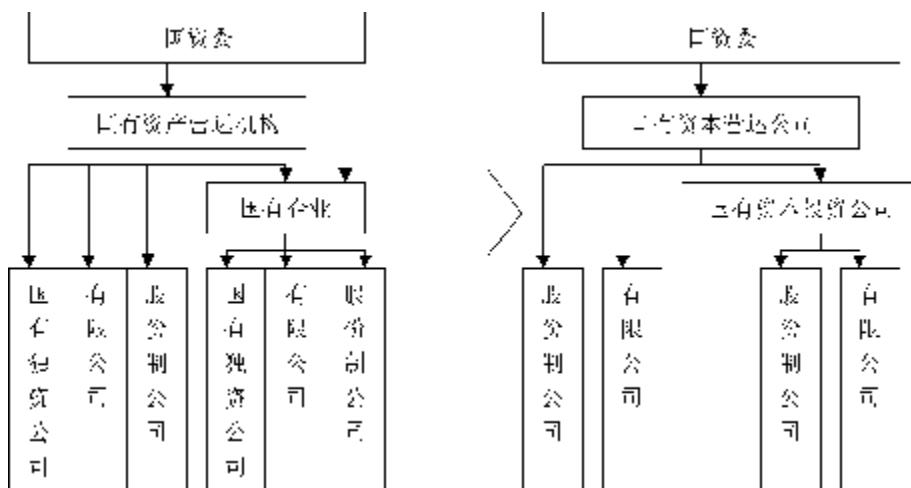 国资委
国资委
国有资产营运机构
国有资本营运公司
国有企业
国有资本投资公司
国有独资公司
有限公司
股份制公司
国有独资公司
有限公司
股份制公司
股份制公司
有限公司
股份制公司
有限公司